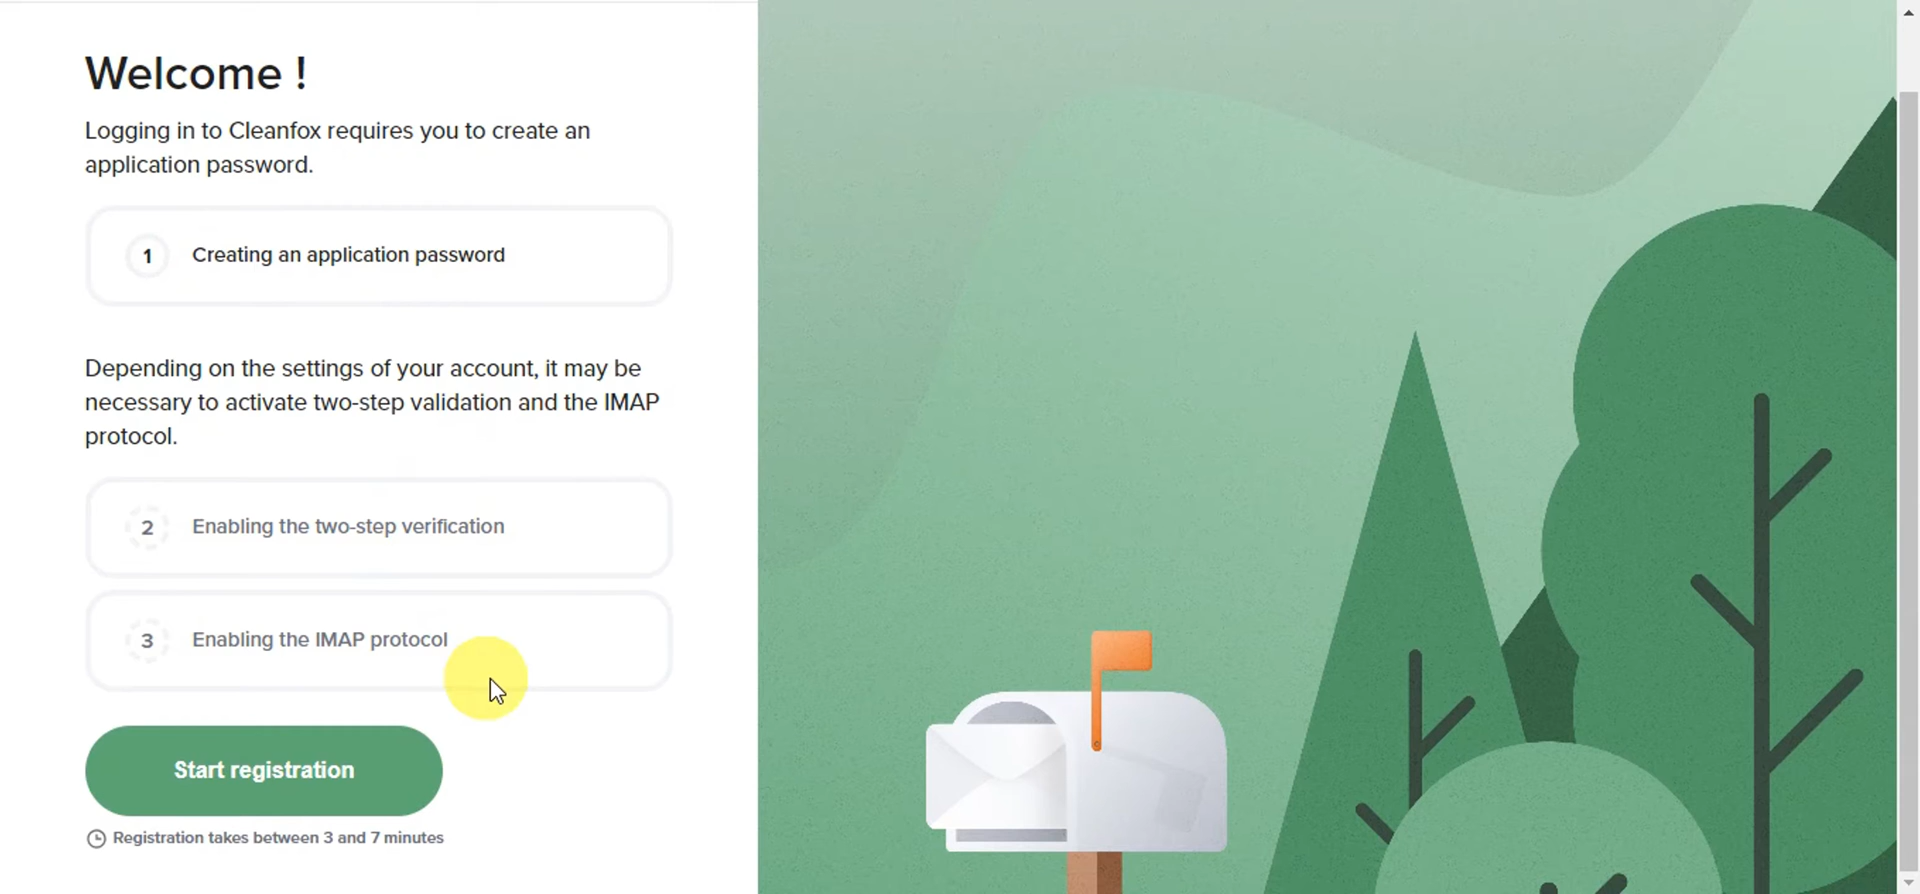 Welcome !
Logging in to Cleanfox requires you to create an
application password.
1 Creating an application password
Depending on the settings of your account, it may be
necessary to activate two-step validation and the IMAP
protocol.
2 Enabling the two-step verification
3 Enabling the IMAP protocol
Start registration
Registration takes between 3 and 7 minutes